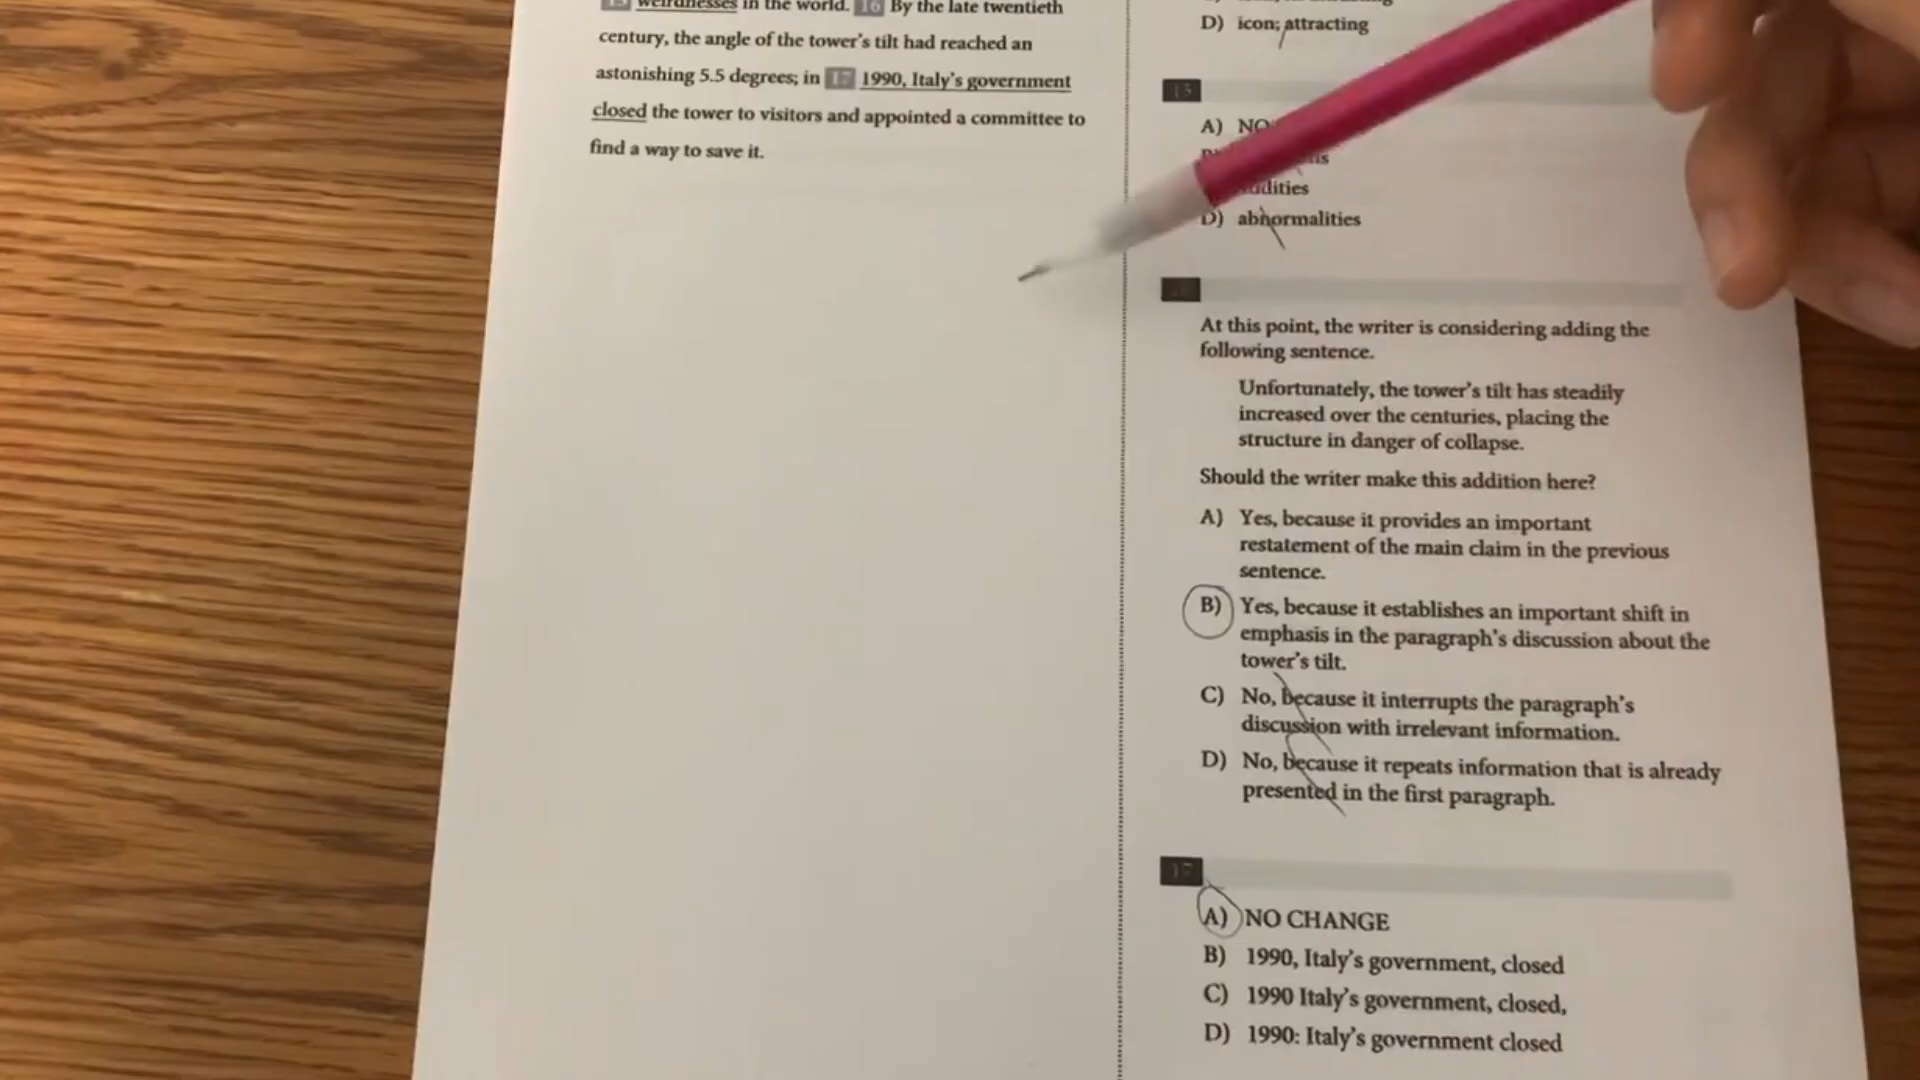 15 weirdnesses in the world. 16 By the late twentieth
century, the angle of the tower's tilt had reached an
astonishing 5.5 degrees; in 17 1990, Italy's government
closed the tower to visitors and appointed a committee to
find a way to save it.
D) icon; attracting
15
A) NO
D) abnormalities
At this point, the writer is considering adding the
following sentence.
Unfortunately, the tower's tilt has steadily
increased over the centuries, placing the
structure in danger of collapse.
Should the writer make this addition here?
A) Yes, because it provides an important
restatement of the main claim in the previous
sentence.
B) Yes, because it establishes an important shift in
emphasis in the paragraph's discussion about the
tower's tilt.
C) No, because it interrupts the paragraph's
discussion with irrelevant information.
D) No, because it repeats information that is already
presented in the first paragraph.
17
A) NO CHANGE
B) 1990, Italy's government, closed
C) 1990 Italy's government, closed,
D) 1990: Italy's government closed